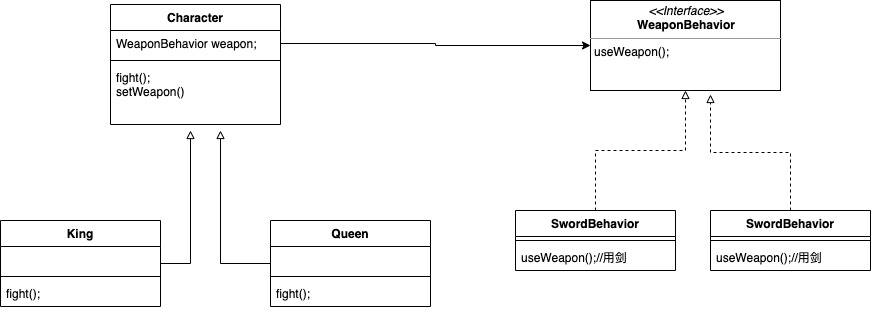 Character
WeaponBehavior weapon;
fight();
setWeapon()
<<Interface>>
WeaponBehavior
useWeapon();
King
fight();
Queen
fight();
SwordBehavior
useWeapon();//用剑
SwordBehavior
useWeapon();//用剑